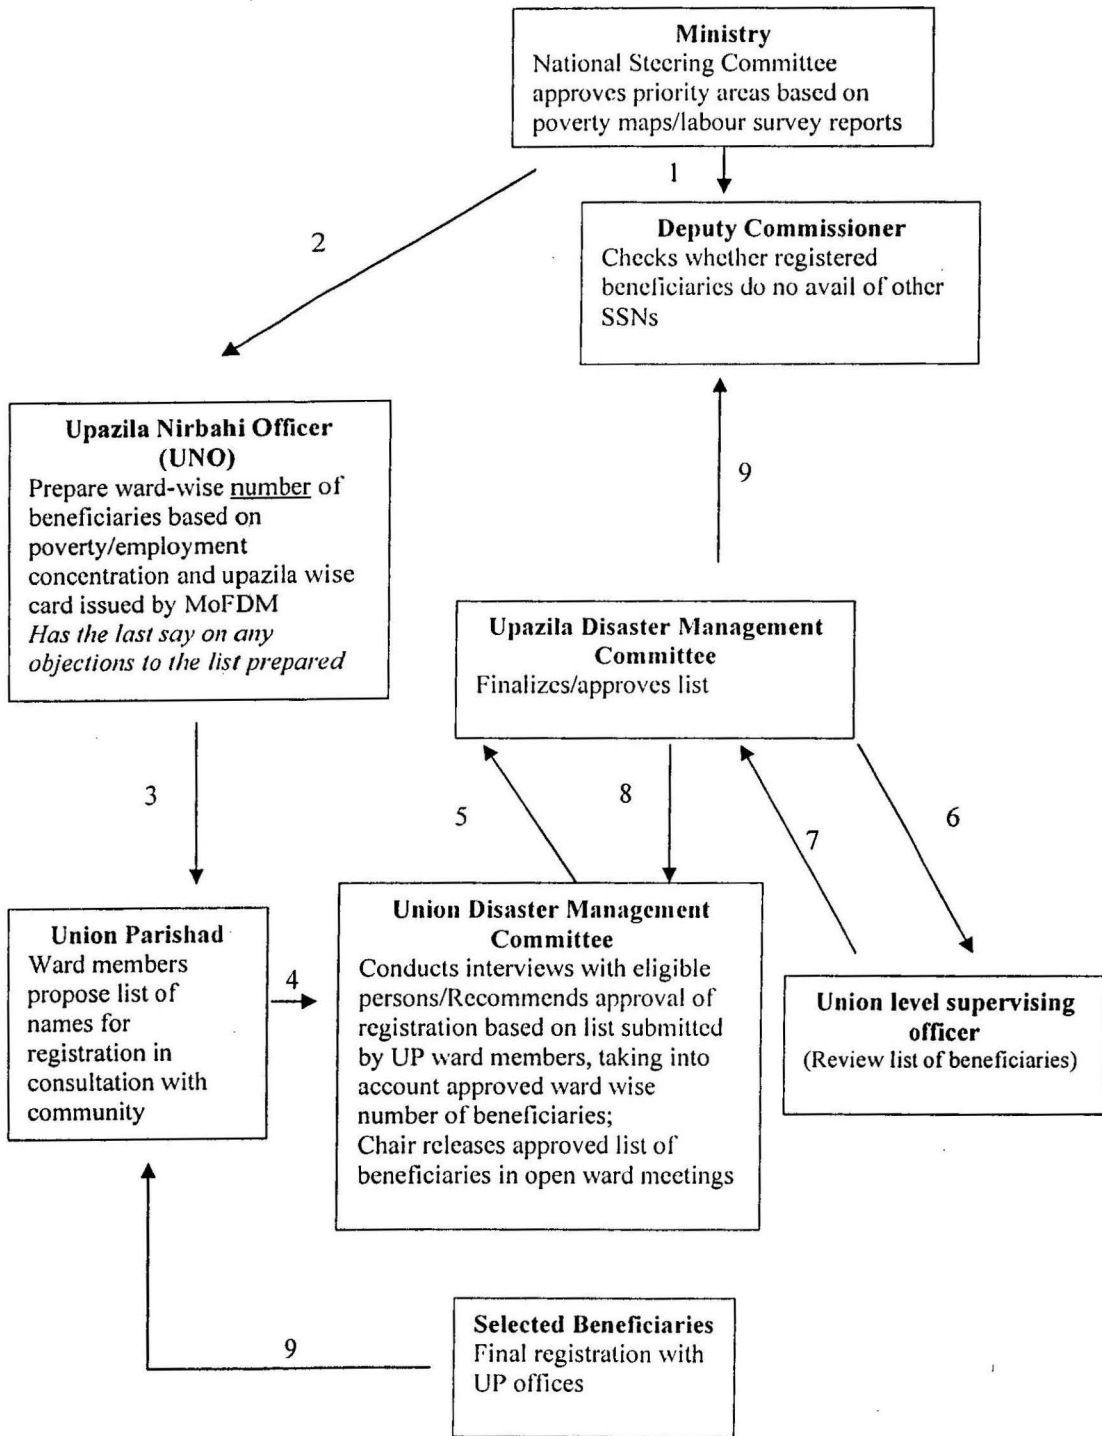 Ministry
National Steering Committee
approves priority areas based on
poverty maps/labour survey reports
1
Deputy Commissioner
Checks whether registered
beneficiaries do no avail of other
SSNs
2
Upazila Nirbahi Officer
(UNO)
Prepare ward-wise number of
beneficiaries based on
poverty/employment
concentration and upazila wise
card issued by MoFDM
Has the last say on any
objections to the list prepared
9
Upazila Disaster Management
Committee
Finalizes/approves list
3
5
8
7
6
Union Parishad
Ward members
propose list of
names for
registration in
consultation with
community
4
Union Disaster Management
Committee
Conducts interviews with eligible
persons/Recommends approval of
registration based on list submitted
by UP ward members, taking into
account approved ward wise
number of beneficiaries;
Chair releases approved list of
beneficiaries in open ward meetings
Union level supervising
officer
(Review list of beneficiaries)
9
Selected Beneficiaries
Final registration with
UP offices